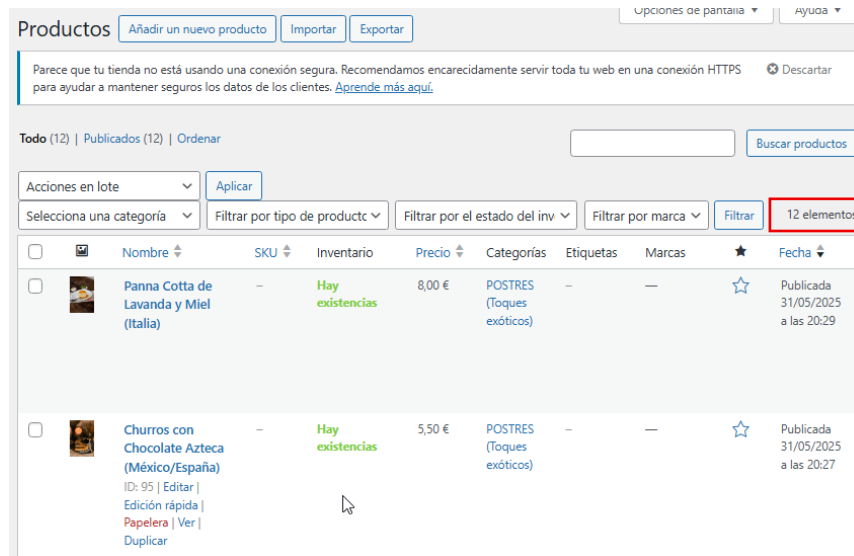 Opciones de pantalla ▼
Ayuda ▼
Productos
Añadir un nuevo producto
Importar
Exportar
Parece que tu tienda no está usando una conexión segura. Recomendamos encarecidamente servir toda tu web en una conexión HTTPS
para ayudar a mantener seguros los datos de los clientes. Aprende más aquí.
Descartar
Todo (12) | Publicados (12) | Ordenar
Buscar productos
Acciones en lote
Aplicar
Selecciona una categoría
Filtrar por tipo de producto
Filtrar por el estado del inv
Filtrar por marca
Filtrar
12 elementos
Nombre
SKU
Inventario
Precio
Categorías
Etiquetas
Marcas
Fecha
Panna Cotta de
Lavanda y Miel
(Italia)
–
Hay
existencias
8,00 €
POSTRES
(Toques
exóticos)
–
—
Publicada
31/05/2025
a las 20:29
Churros con
Chocolate Azteca
(México/España)
ID: 95 | Editar |
Edición rápida |
Papelera | Ver |
Duplicar
–
Hay
existencias
5,50 €
POSTRES
(Toques
exóticos)
–
—
Publicada
31/05/2025
a las 20:27